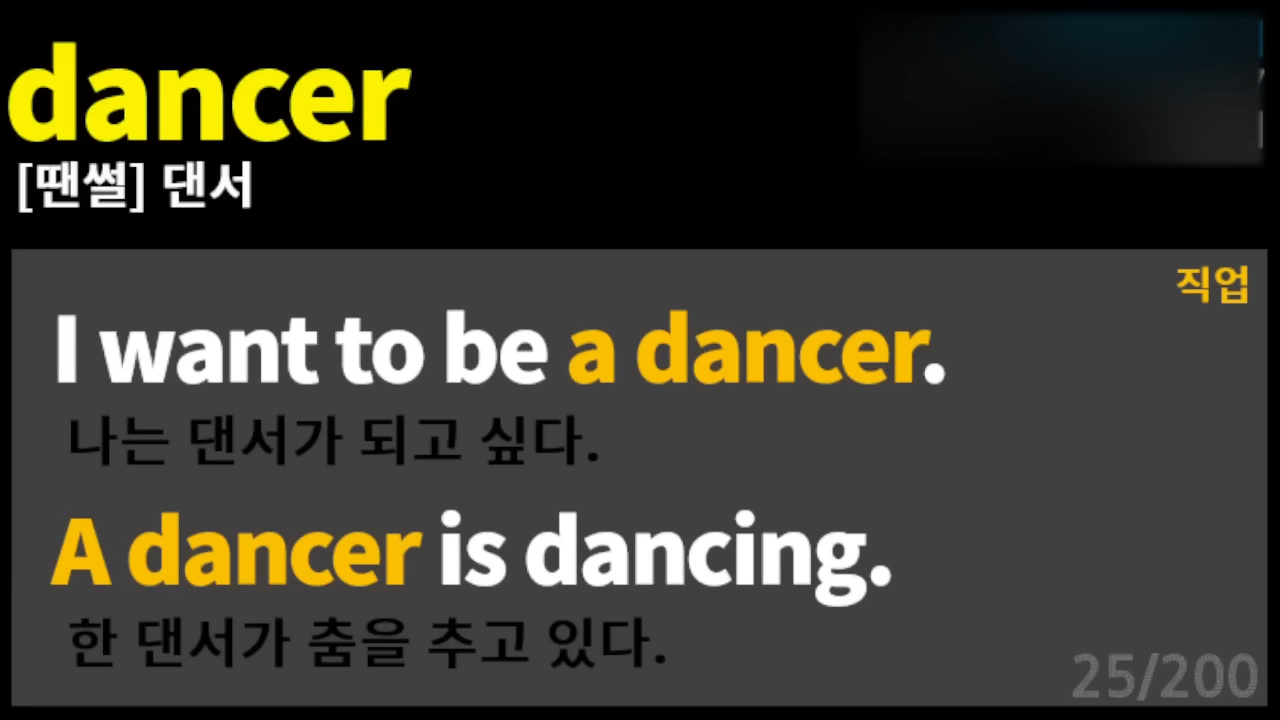 dancer
[땐썰] 댄서
직업
I want to be a dancer.
나는 댄서가 되고 싶다.
A dancer is dancing.
한 댄서가 춤을 추고 있다.
25/200